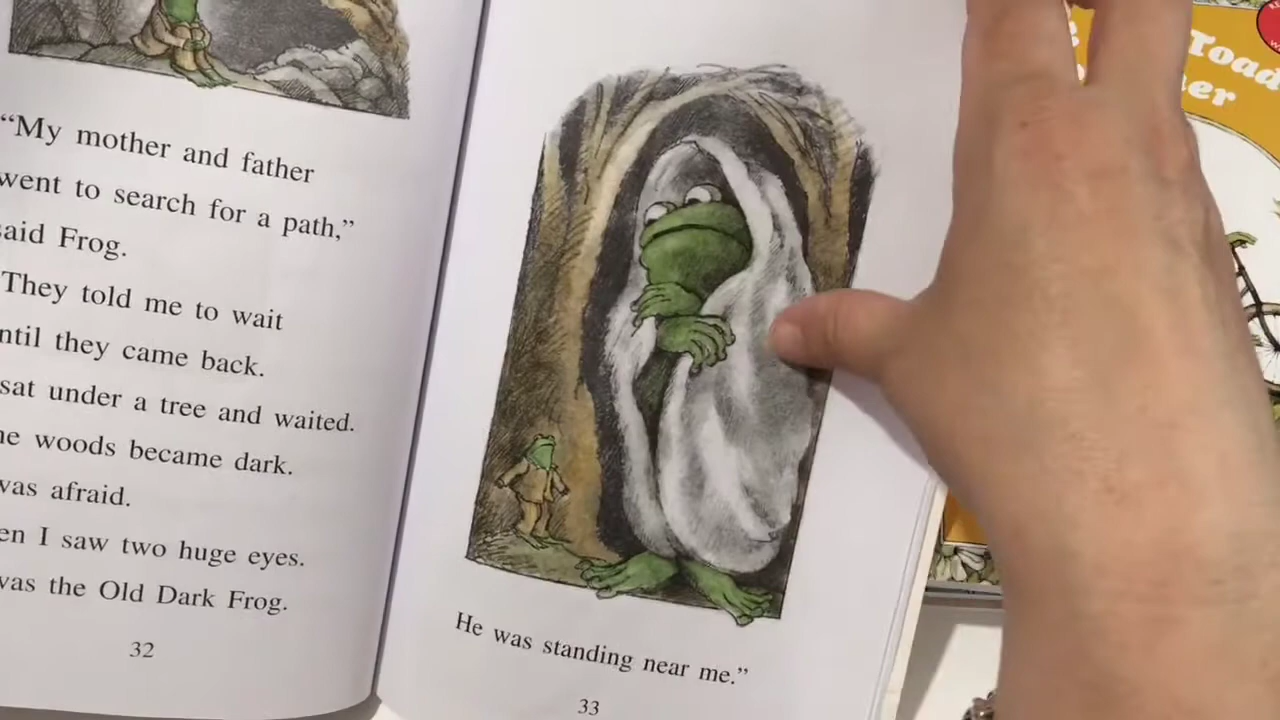 “My mother and father
went to search for a path,”
said Frog.
They told me to wait
until they came back.
sat under a tree and waited.
woods became dark.
was afraid.
I saw two huge eyes.
was the Old Dark Frog.
32
He was standing near me.”
33
Toad